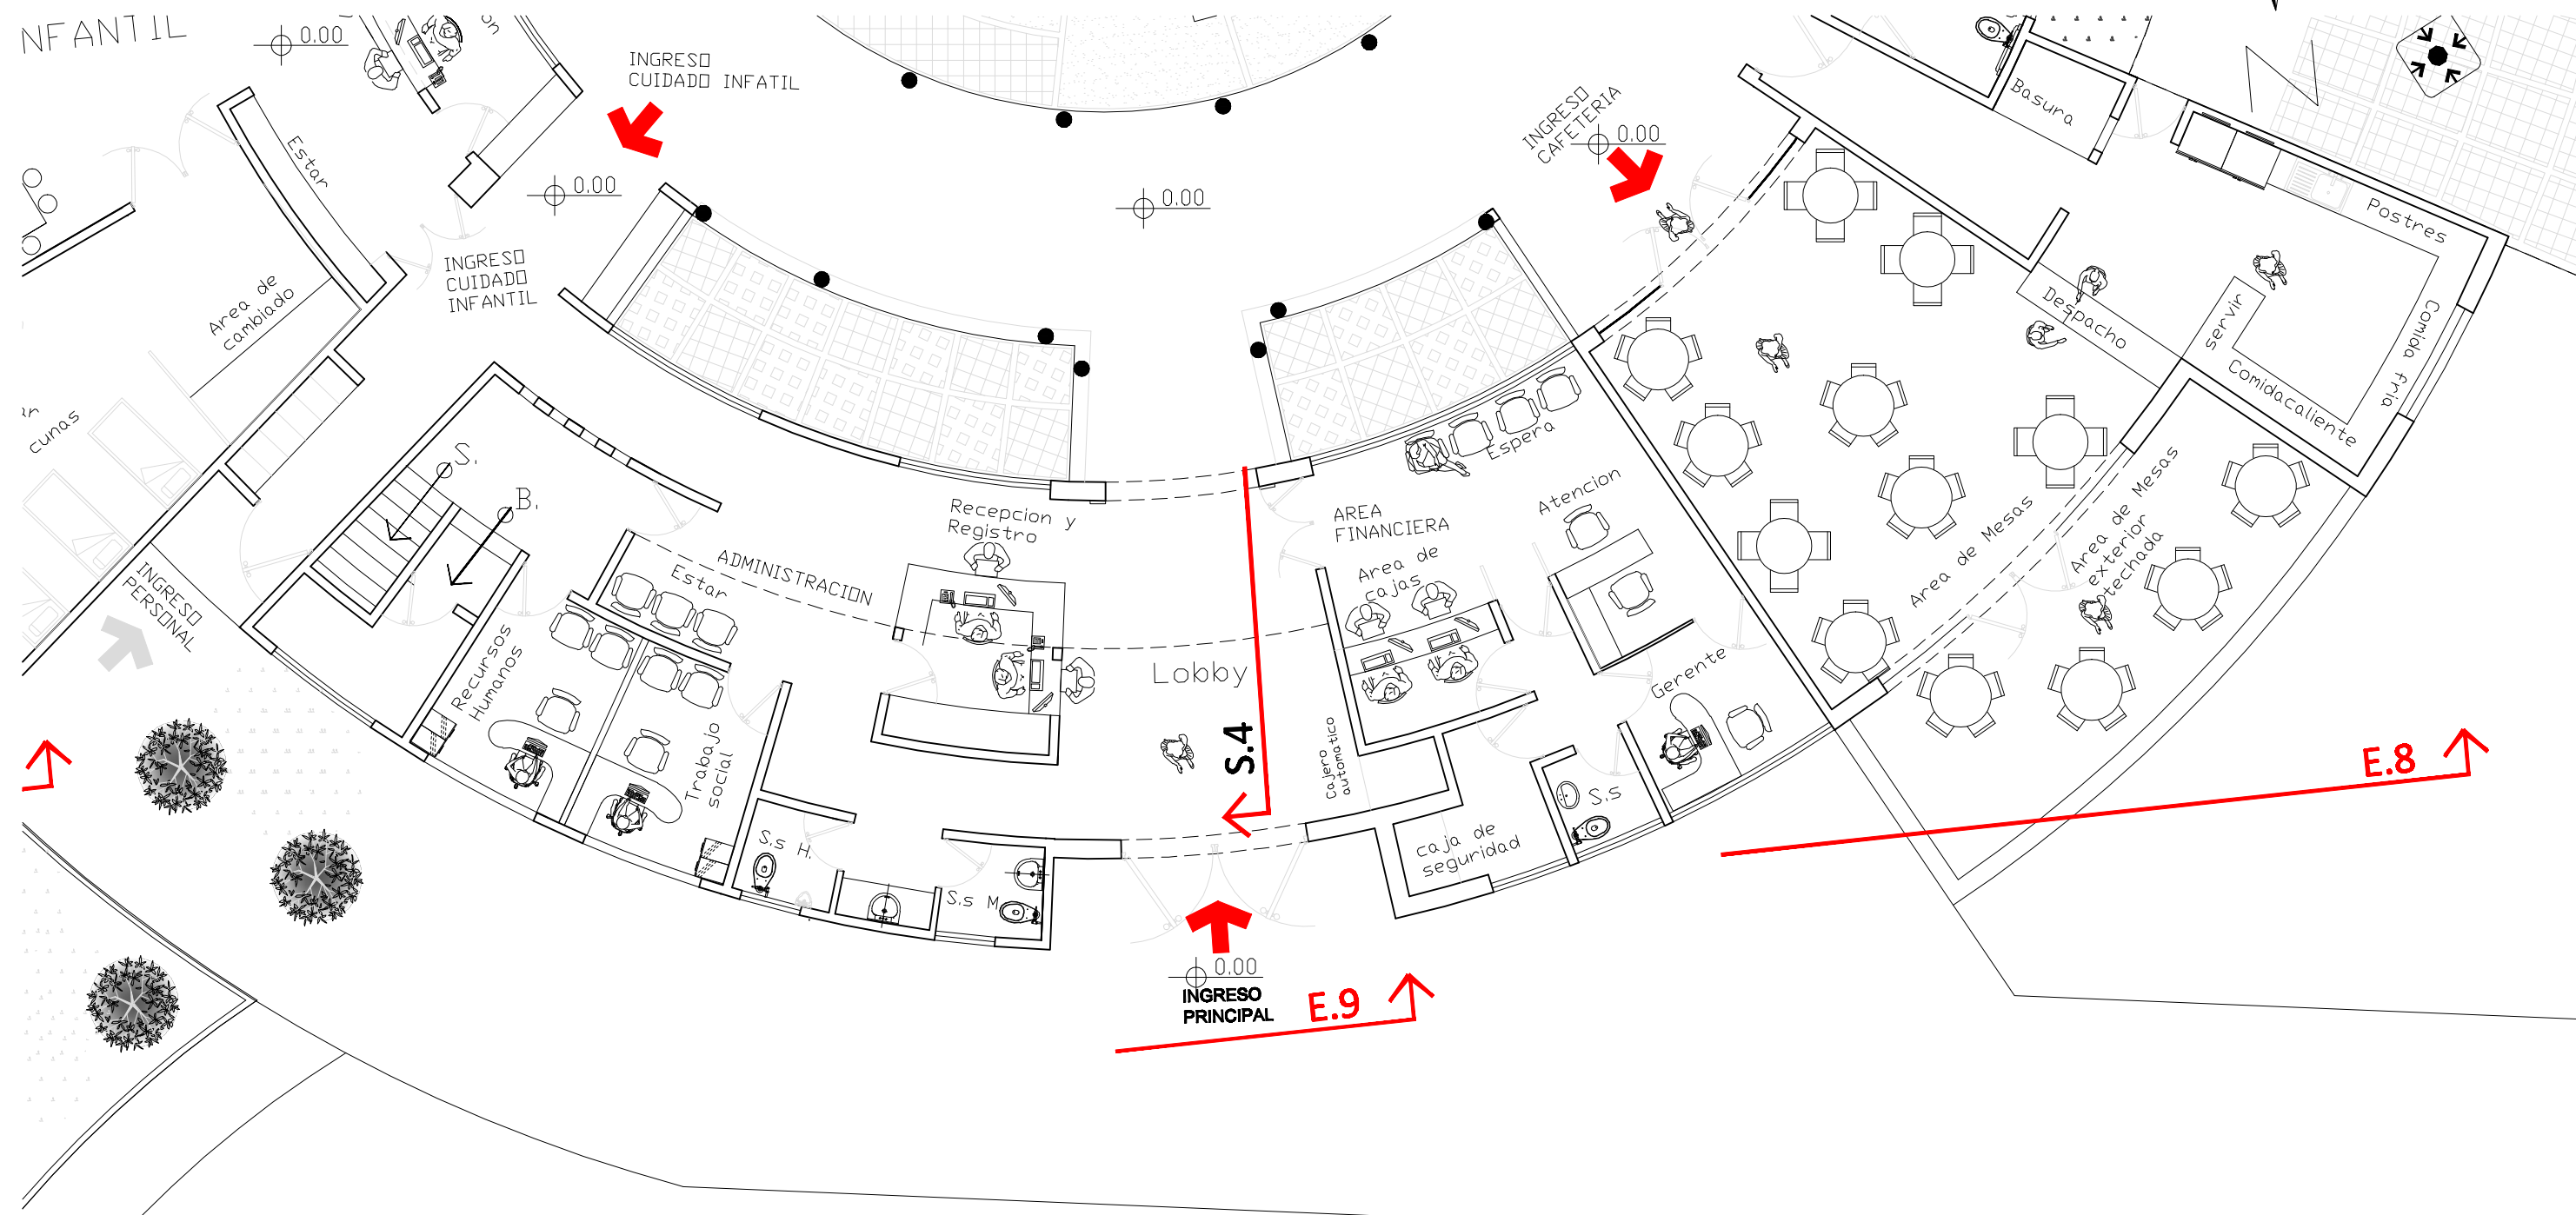 NFANTIL
0.00
INGRESO
CUIDADO INFATIL
Estar
0.00
INGRESO
CUIDADO
INFANTIL
Area de
cambiado
cunas
0.00
INGRESO
CAFETERIA
0.00
Basura
Postres
Despacho
servir
Comida fria
Comidacaliente
S.
B.
INGRESO
PERSONAL
Recepcion y
Registro
ADMINISTRACION
Estar
Recursos
Humanos
Trabajo
social
S.s H.
S.s M
Lobby
S.4
Espera
AREA
FINANCIERA
Atencion
Area de
cajas
Gerente
Cajero
automatico
S.s
caja de
seguridad
Area de Mesas
Area de Mesas
exterior
techada
E.8
0.00
INGRESO
PRINCIPAL
E.9